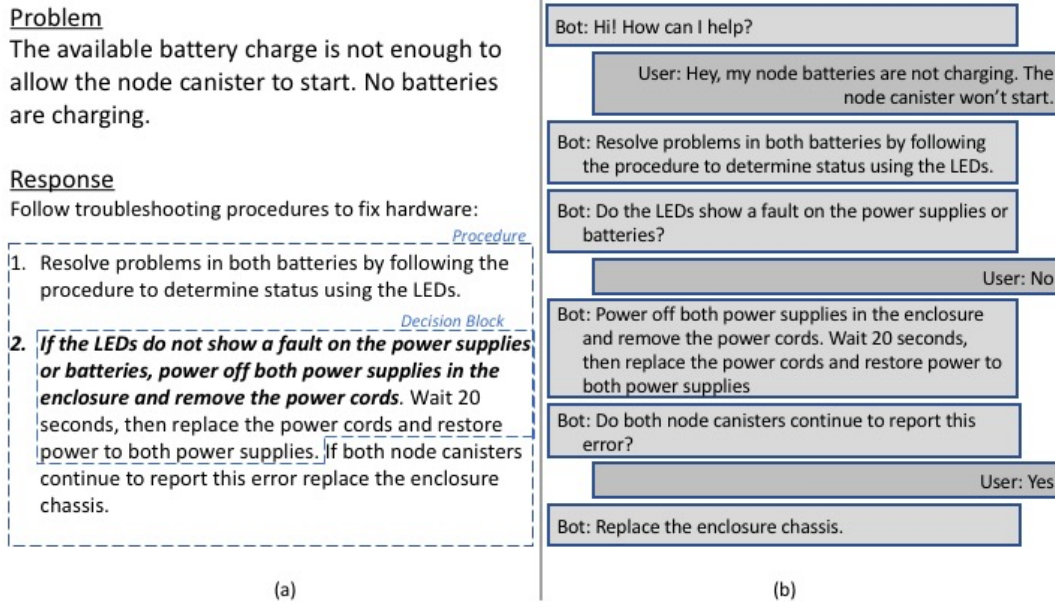 Problem
The available battery charge is not enough to
allow the node canister to start. No batteries
are charging.
Response
Follow troubleshooting procedures to fix hardware:
Procedure
1. Resolve problems in both batteries by following the
procedure to determine status using the LEDs.
Decision Block
2. If the LEDs do not show a fault on the power supplies
or batteries, power off both power supplies in the
enclosure and remove the power cords. Wait 20
seconds, then replace the power cords and restore
power to both power supplies. If both node canisters
continue to report this error replace the enclosure
chassis.
(a)
Bot: Hi! How can I help?
User: Hey, my node batteries are not charging. The
node canister won't start.
Bot: Resolve problems in both batteries by following
the procedure to determine status using the LEDs.
Bot: Do the LEDs show a fault on the power supplies or
batteries?
User: No
Bot: Power off both power supplies in the enclosure
and remove the power cords. Wait 20 seconds,
then replace the power cords and restore power to
both power supplies
Bot: Do both node canisters continue to report this
error?
User: Yes
Bot: Replace the enclosure chassis.
(b)